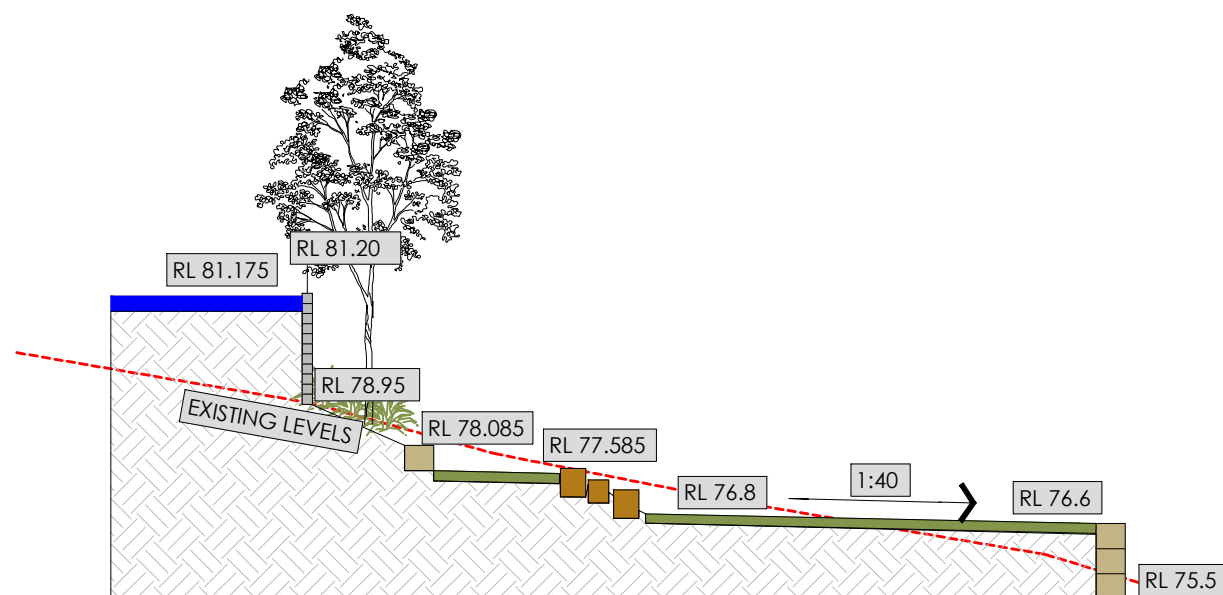 RL 81.20
RL 81.175
RL 78.95
EXISTING LEVELS
RL 78.085
RL 77.585
RL 76.8
1:40
RL 76.6
RL 75.5